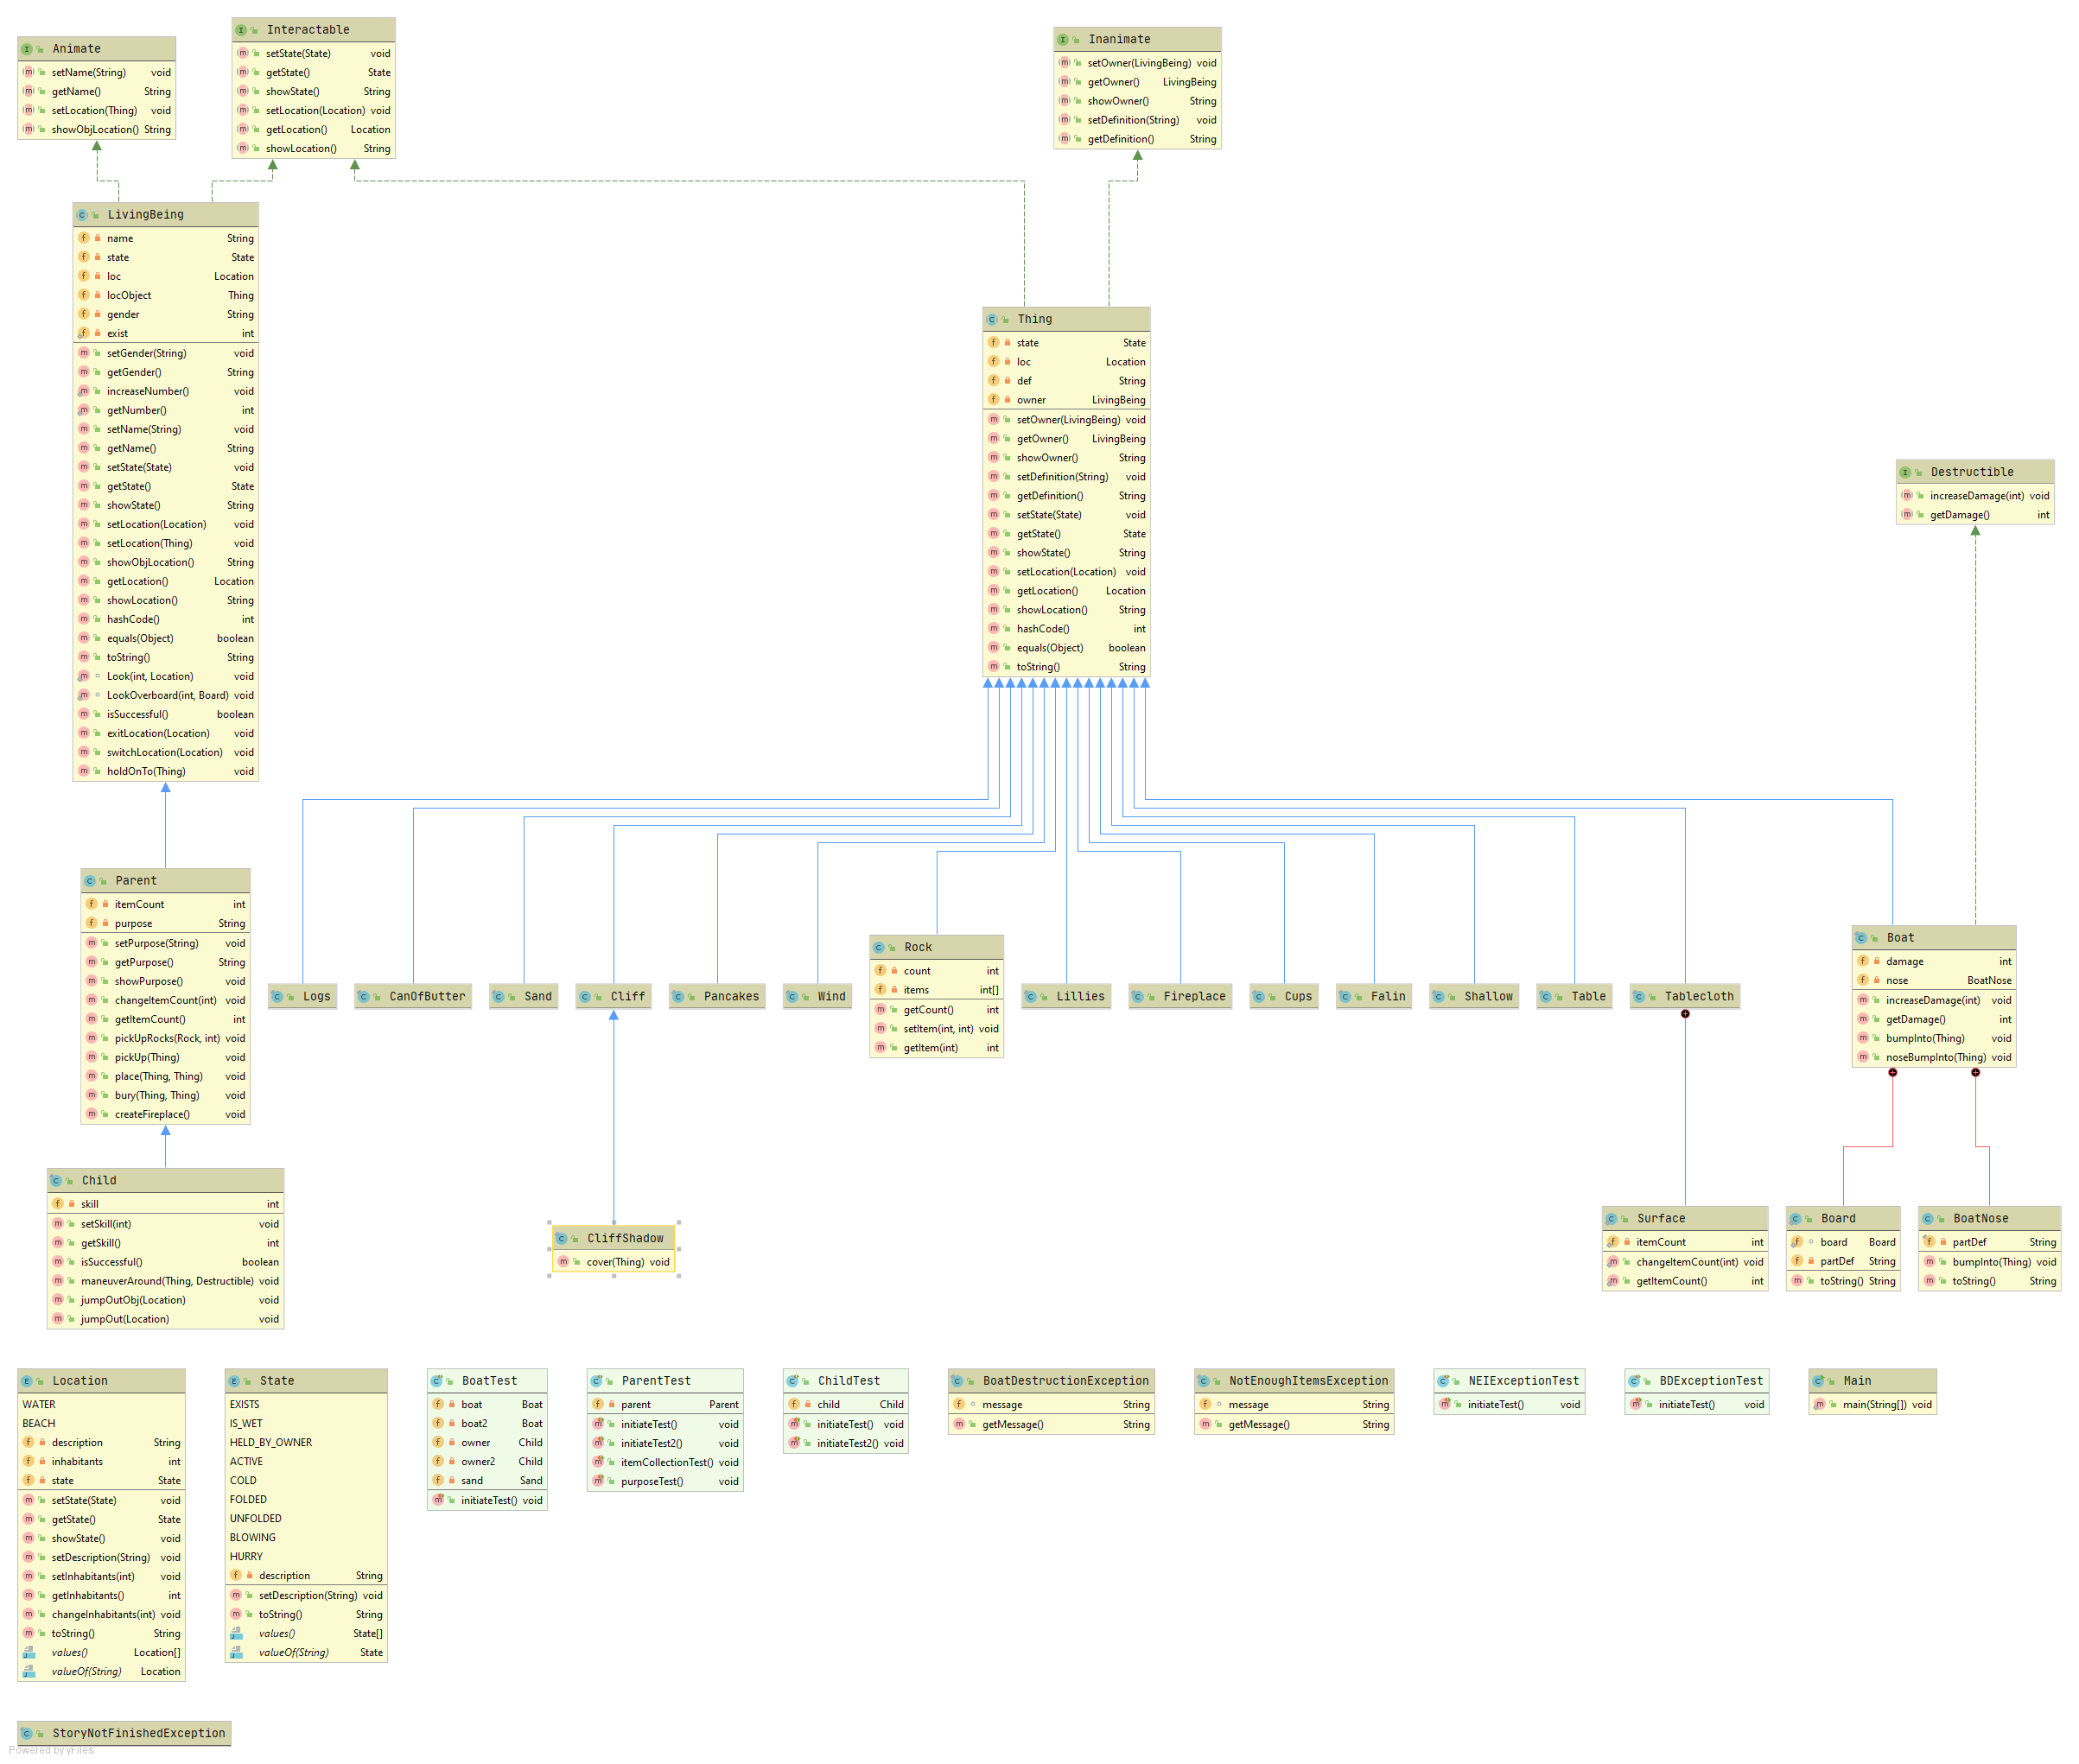 Animate
setName(String) void
getName() String
setLocation(Thing) void
showObjLocation() String
Interactable
setState(State) void
getState() State
showState() String
setLocation(Location) void
getLocation() Location
showLocation() String
Inanimate
setOwner(LivingBeing) void
getOwner() LivingBeing
showOwner() String
setDefinition(String) void
getDefinition() String
LivingBeing
name String
state State
loc Location
locObject Thing
gender String
exist int
setGender(String) void
getGender() String
increaseNumber() void
getNumber() int
setName(String) void
getName() String
setState(State) void
getState() State
showState() String
setLocation(Location) void
setLocation(Thing) void
showObjLocation() String
getLocation() Location
showLocation() String
hashCode() int
equals(Object) boolean
toString() String
Look(int, Location) void
LookOverboard(int, Board) void
isSuccessful() boolean
exitLocation(Location) void
switchLocation(Location) void
holdOnTo(Thing) void
Thing
state State
loc Location
def String
owner LivingBeing
setOwner(LivingBeing) void
getOwner() LivingBeing
showOwner() String
setDefinition(String) void
getDefinition() String
setState(State) void
getState() State
showState() String
setLocation(Location) void
getLocation() Location
showLocation() String
hashCode() int
equals(Object) boolean
toString() String
Destructible
increaseDamage(int) void
getDamage() int
Parent
itemCount int
purpose String
setPurpose(String) void
getPurpose() String
showPurpose() void
changeItemCount(int) void
getItemCount() int
pickUpRocks(Rock, int) void
pickUp(Thing) void
place(Thing, Thing) void
bury(Thing, Thing) void
createFireplace() void
Logs
CanOfButter
Sand
Cliff
Pancakes
Wind
Rock
count int
items int[]
getCount() int
setItem(int, int) void
getItem(int) int
Lillies
Fireplace
Cups
Falin
Shallow
Table
Tablecloth
Boat
damage int
nose BoatNose
increaseDamage(int) void
getDamage() int
bumpInto(Thing) void
noseBumpInto(Thing) void
Child
skill int
setSkill(int) void
getSkill() int
isSuccessful() boolean
maneuverAround(Thing, Destructible) void
jumpOutObj(Location) void
jumpOut(Location) void
CliffShadow
cover(Thing) void
Surface
itemCount int
changeItemCount(int) void
getItemCount() int
Board
board Board
partDef String
toString() String
BoatNose
partDef String
bumpInto(Thing) void
toString() String
Location
WATER
BEACH
description String
inhabitants int
state State
setState(State) void
getState() State
showState() void
setDescription(String) void
setInhabitants(int) void
getInhabitants() int
changeInhabitants(int) void
toString() String
values() Location[]
valueOf(String) Location
State
EXISTS
IS_WET
HELD_BY_OWNER
ACTIVE
COLD
FOLDED
UNFOLDED
BLOWING
HURRY
description String
setDescription(String) void
toString() String
values() State[]
valueOf(String) State
BoatTest
boat Boat
boat2 Boat
owner Child
owner2 Child
sand Sand
initiateTest() void
ParentTest
parent Parent
initiateTest() void
initiateTest2() void
itemCollectionTest() void
purposeTest() void
ChildTest
child Child
initiateTest() void
initiateTest2() void
BoatDestructionException
message String
getMessage() String
NotEnoughItemsException
message String
getMessage() String
NEIExceptionTest
initiateTest() void
BDExceptionTest
initiateTest() void
Main
main(String[]) void
StoryNotFinishedException
Powered by yFiles